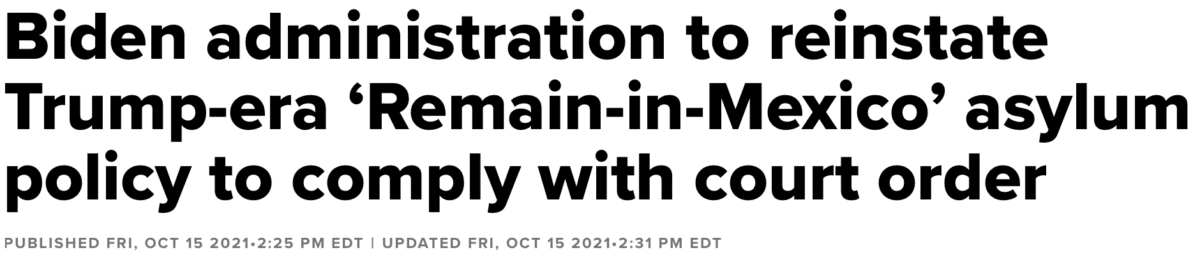 Biden administration to reinstate
Trump-era ‘Remain-in-Mexico’ asylum
policy to comply with court order
PUBLISHED FRI, OCT 15 2021•2:25 PM EDT | UPDATED FRI, OCT 15 2021•2:31 PM EDT